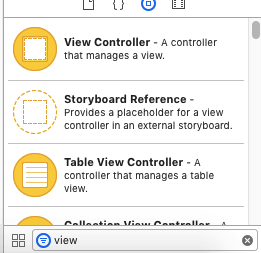 { }
View Controller - A controller
that manages a view.
Storyboard Reference -
Provides a placeholder for a view
controller in an external storyboard.
Table View Controller - A
controller that manages a table
view.
Collection View Controller - A
view